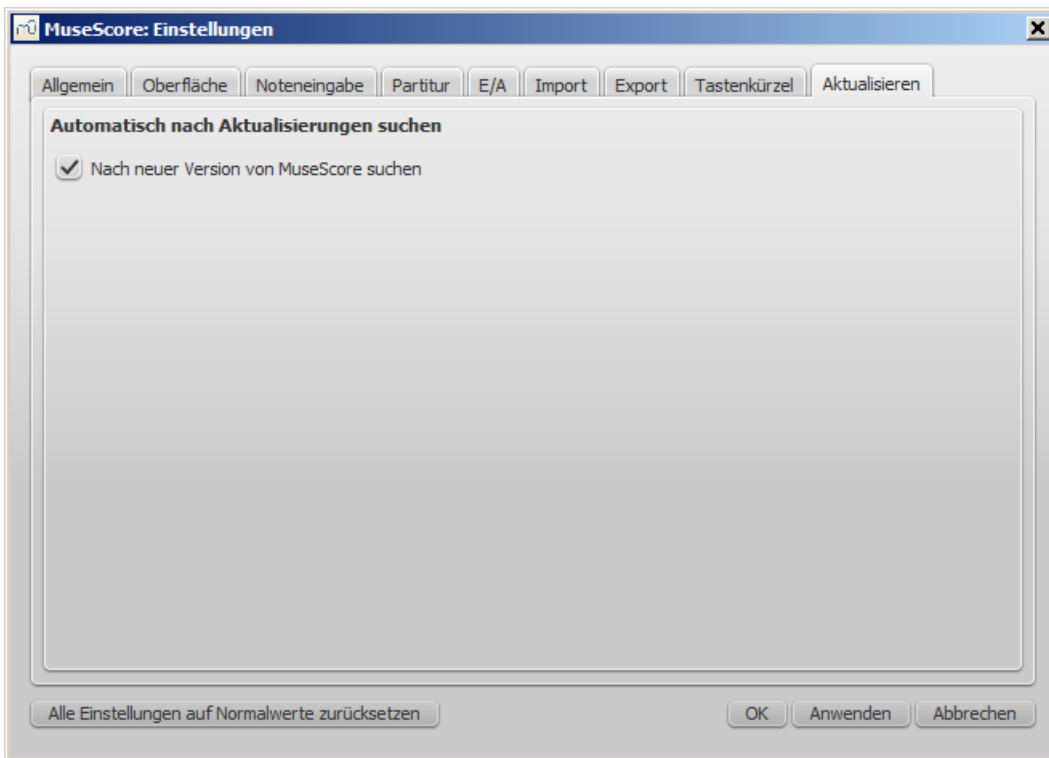 MuseScore: Einstellungen
Allgemein Oberfläche Noteneingabe Partitur E/A Import Export Tastenkürzel Aktualisieren
Automatisch nach Aktualisierungen suchen
Nach neuer Version von MuseScore suchen
Alle Einstellungen auf Normalwerte zurücksetzen OK Anwenden Abbrechen